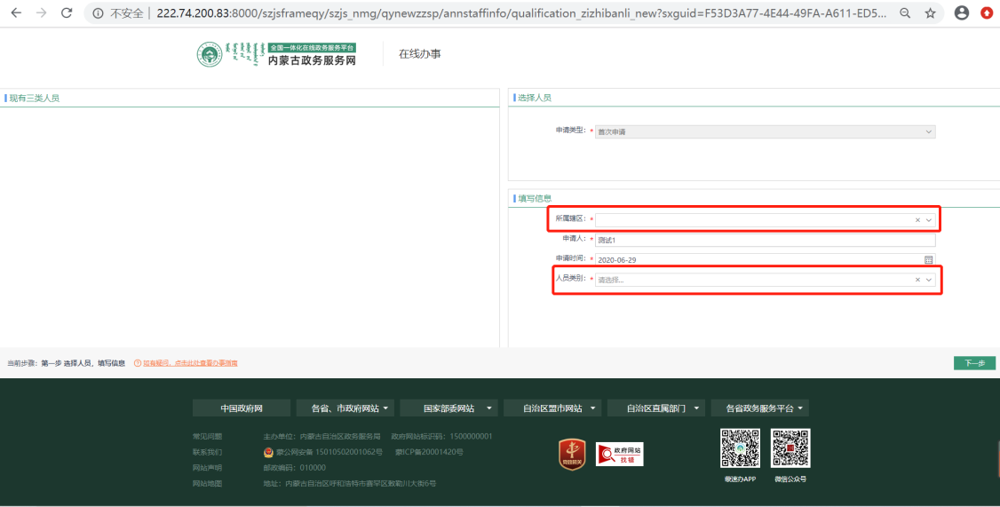 不安全 | 222.74.200.83:8000/szjsframeqy/szjs_nmg/qynewzzsp/annstaffinfo/qualification_zizhibanli_new?sxguid=F53D3A77-4E44-49FA-A611-ED5...
全国一体化在线政务服务平台
内蒙古政务服务网
在线办事
现有三类人员
选择人员
申请类型: * 首次申请
填写信息
所属辖区: *
申请人: * 测试1
申请时间: * 2020-06-29
人员类别: * 请选择...
当前步骤: 第一步 选择人员, 填写信息 如有疑问, 点击此处查看办事指南
下一步
中国政府网 各省、市政府网站 国家部委网站 自治区盟市网站 自治区直属部门 各省政务服务平台
常见问题 主办单位: 内蒙古自治区政务服务局 政府网站标识码: 1500000001
联系我们 蒙公网安备 15010502001062号 蒙ICP备20001420号
网站声明 邮政编码: 010000
网站地图 地址: 内蒙古自治区呼和浩特市赛罕区敕勒川大街6号
党政机关
政府网站
找错
蒙速办APP 微信公众号